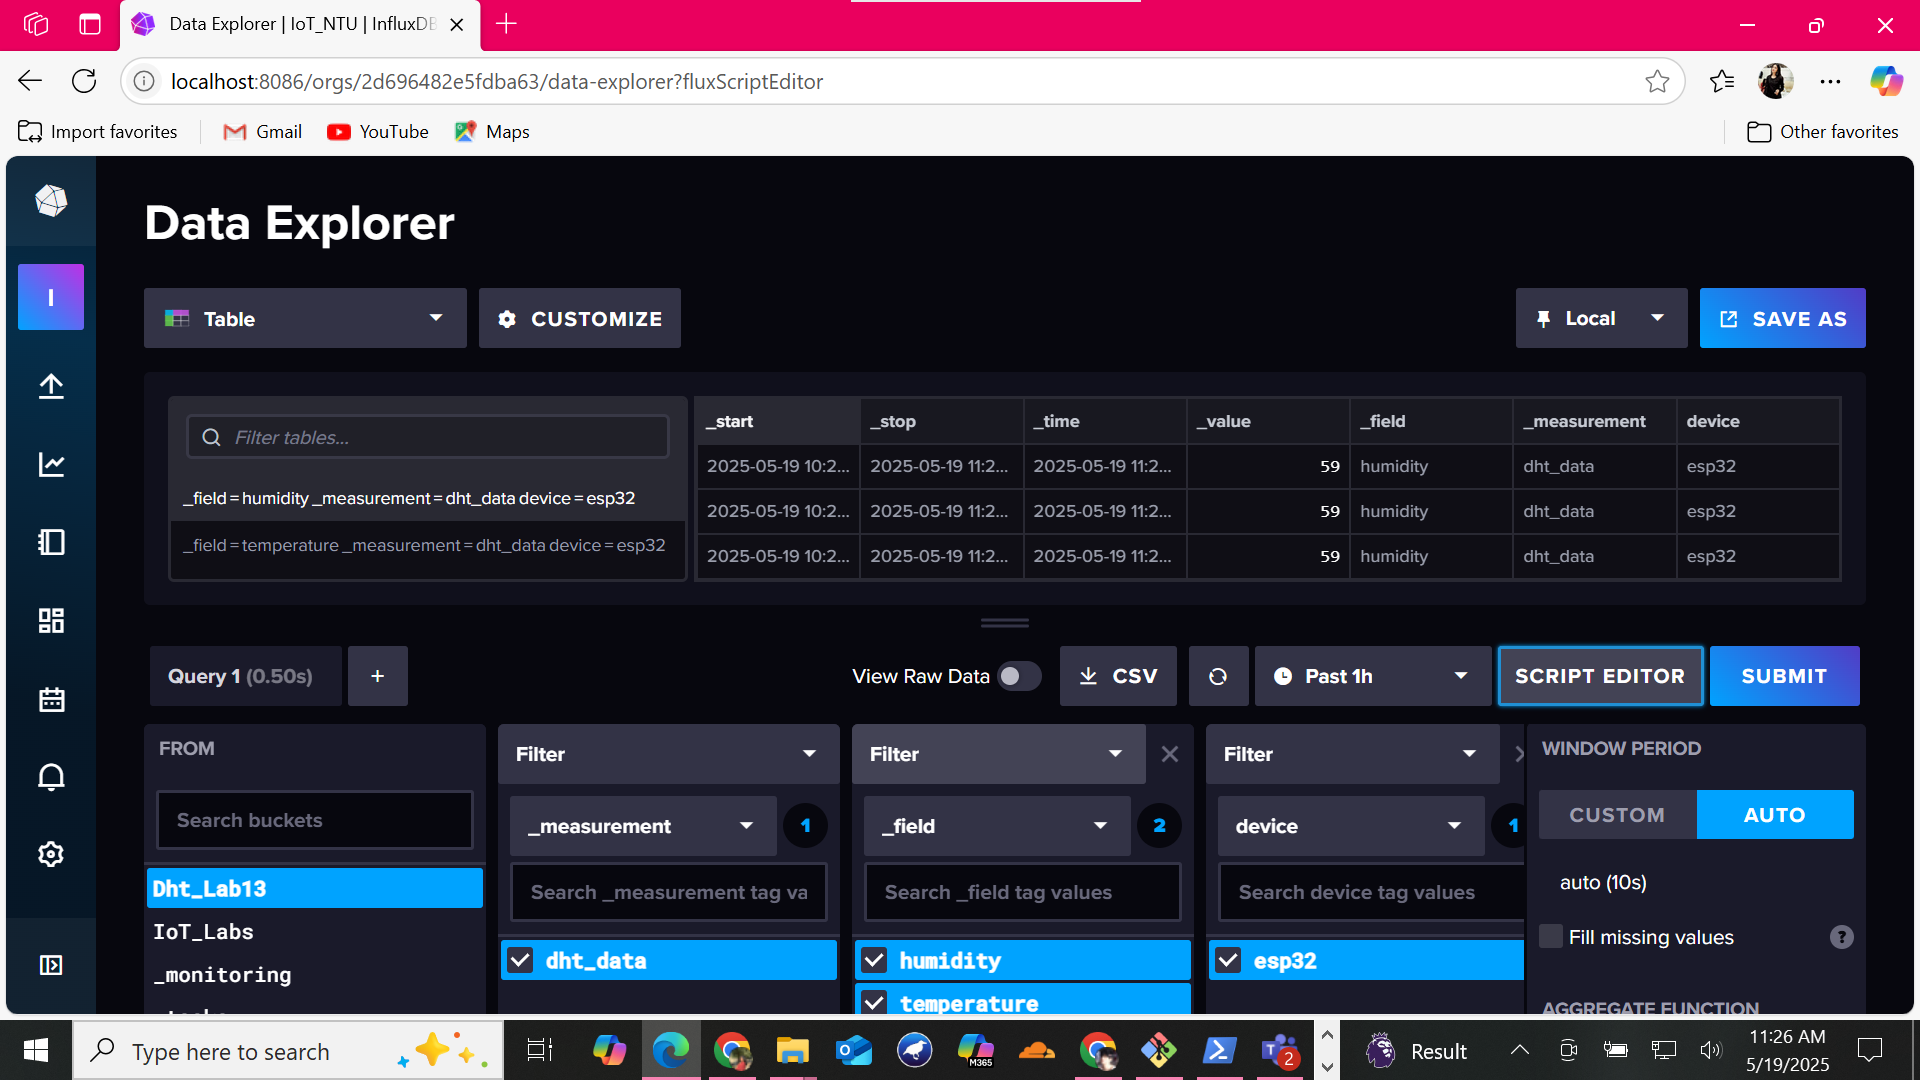 Data Explorer | IoT_NTU | InfluxDB
localhost:8086/orgs/2d696482e5fdba63/data-explorer?fluxScriptEditor
Import favorites
Gmail
YouTube
Maps
Other favorites
I
Data Explorer
Table
CUSTOMIZE
Local
SAVE AS
Filter tables...
_field=humidity _measurement=dht_data device=esp32
_field=temperature _measurement=dht_data device=esp32
_start _stop _time _value _field _measurement device
2025-05-19 10:2... 2025-05-19 11:2... 2025-05-19 11:2... 59 humidity dht_data esp32
2025-05-19 10:2... 2025-05-19 11:2... 2025-05-19 11:2... 59 humidity dht_data esp32
2025-05-19 10:2... 2025-05-19 11:2... 2025-05-19 11:2... 59 humidity dht_data esp32
Query 1 (0.50s)
+
View Raw Data
CSV
Past 1h
SCRIPT EDITOR
SUBMIT
FROM
Search buckets
Dht_Lab13
IoT_Labs
_monitoring
Filter
_measurement
1
Search _measurement tag va
dht_data
Filter
_field
2
Search _field tag values
humidity
temperature
Filter
device
1
Search device tag values
esp32
WINDOW PERIOD
CUSTOM
AUTO
auto (10s)
Fill missing values
?
AGGREGATE FUNCTION
Type here to search
M365
2
Result
11:26 AM
5/19/2025